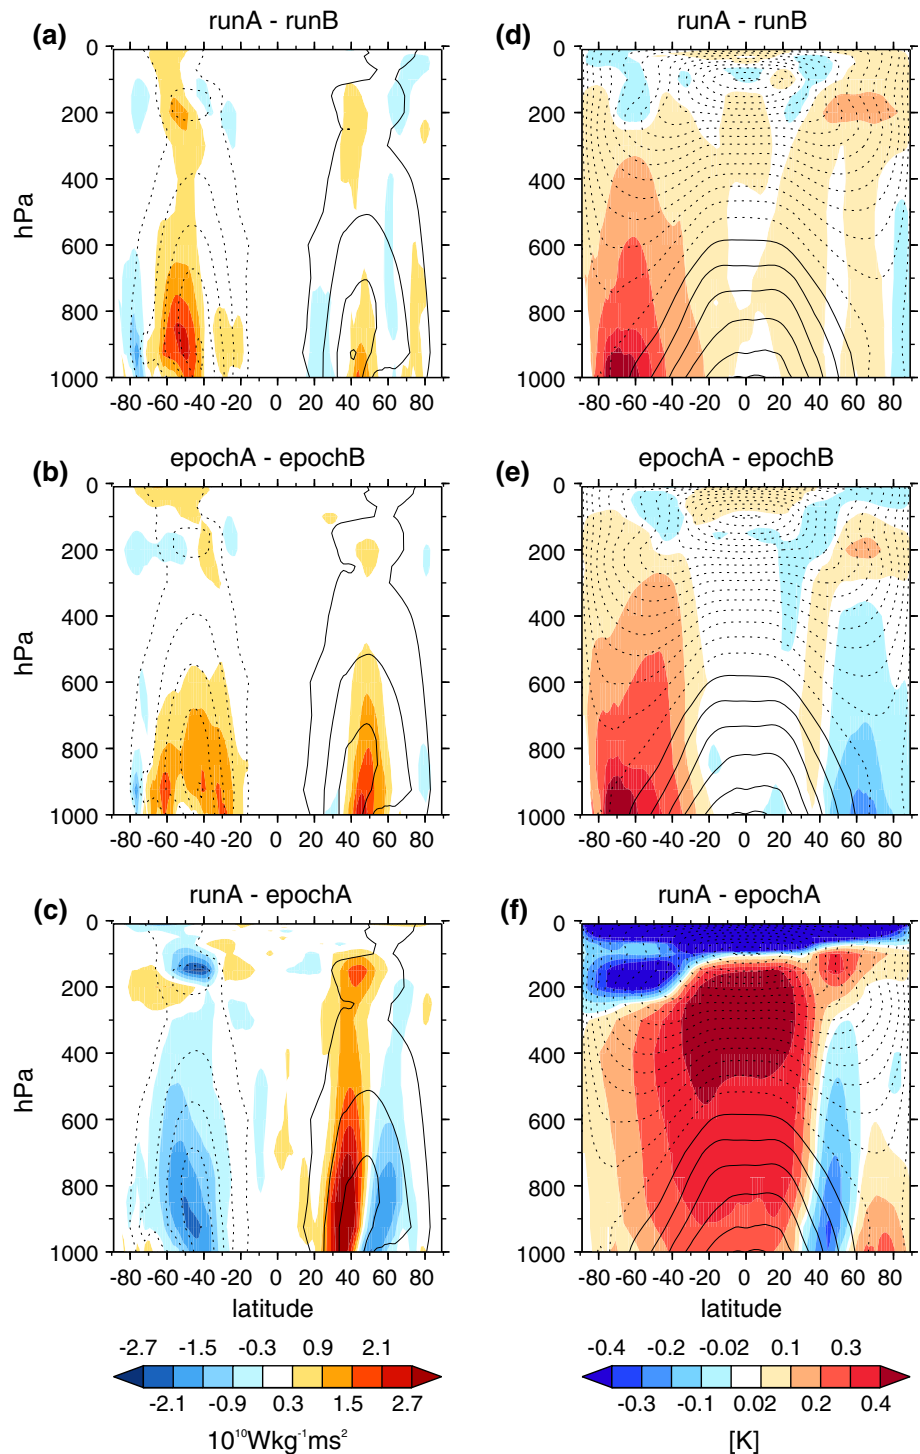 (a) runA - runB
0
200
400
600
800
1000
hPa
-80 -60 -40 -20 0 20 40 60 80
(d) runA - runB
0
200
400
600
800
1000
-80 -60 -40 -20 0 20 40 60 80
(b) epochA - epochB
0
200
400
600
800
1000
hPa
-80 -60 -40 -20 0 20 40 60 80
(e) epochA - epochB
0
200
400
600
800
1000
-80 -60 -40 -20 0 20 40 60 80
(c) runA - epochA
0
200
400
600
800
1000
hPa
-80 -60 -40 -20 0 20 40 60 80
latitude
(f) runA - epochA
0
200
400
600
800
1000
-80 -60 -40 -20 0 20 40 60 80
latitude
-2.7 -1.5 -0.3 0.9 2.1
-2.1 -0.9 0.3 1.5 2.7
10¹⁰Wkg⁻¹ms²
-0.4 -0.2 -0.02 0.1 0.3
-0.3 -0.1 0.02 0.2 0.4
[K]